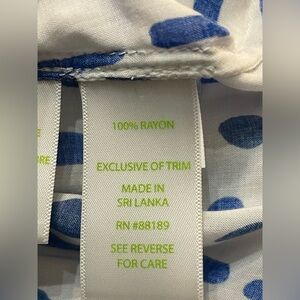 100% RAYON
EXCLUSIVE OF TRIM
MADE IN
SRI LANKA
RN #88189
SEE REVERSE
FOR CARE